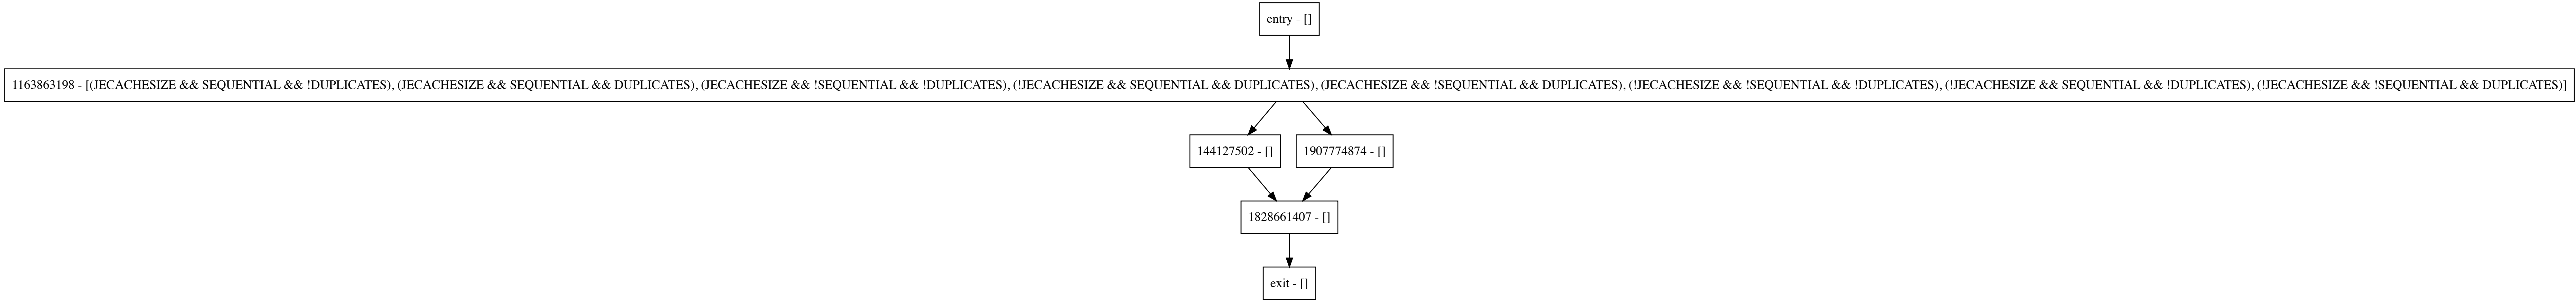 entry - []
1163863198 - [(JECACHESIZE && SEQUENTIAL && !DUPLICATES), (JECACHESIZE && SEQUENTIAL && DUPLICATES), (JECACHESIZE && !SEQUENTIAL && !DUPLICATES), (!JECACHESIZE && SEQUENTIAL && DUPLICATES), (JECACHESIZE && !SEQUENTIAL && DUPLICATES), (!JECACHESIZE && !SEQUENTIAL && !DUPLICATES), (!JECACHESIZE && SEQUENTIAL && !DUPLICATES), (!JECACHESIZE && !SEQUENTIAL && DUPLICATES)]
144127502 - []
1907774874 - []
1828661407 - []
exit - []